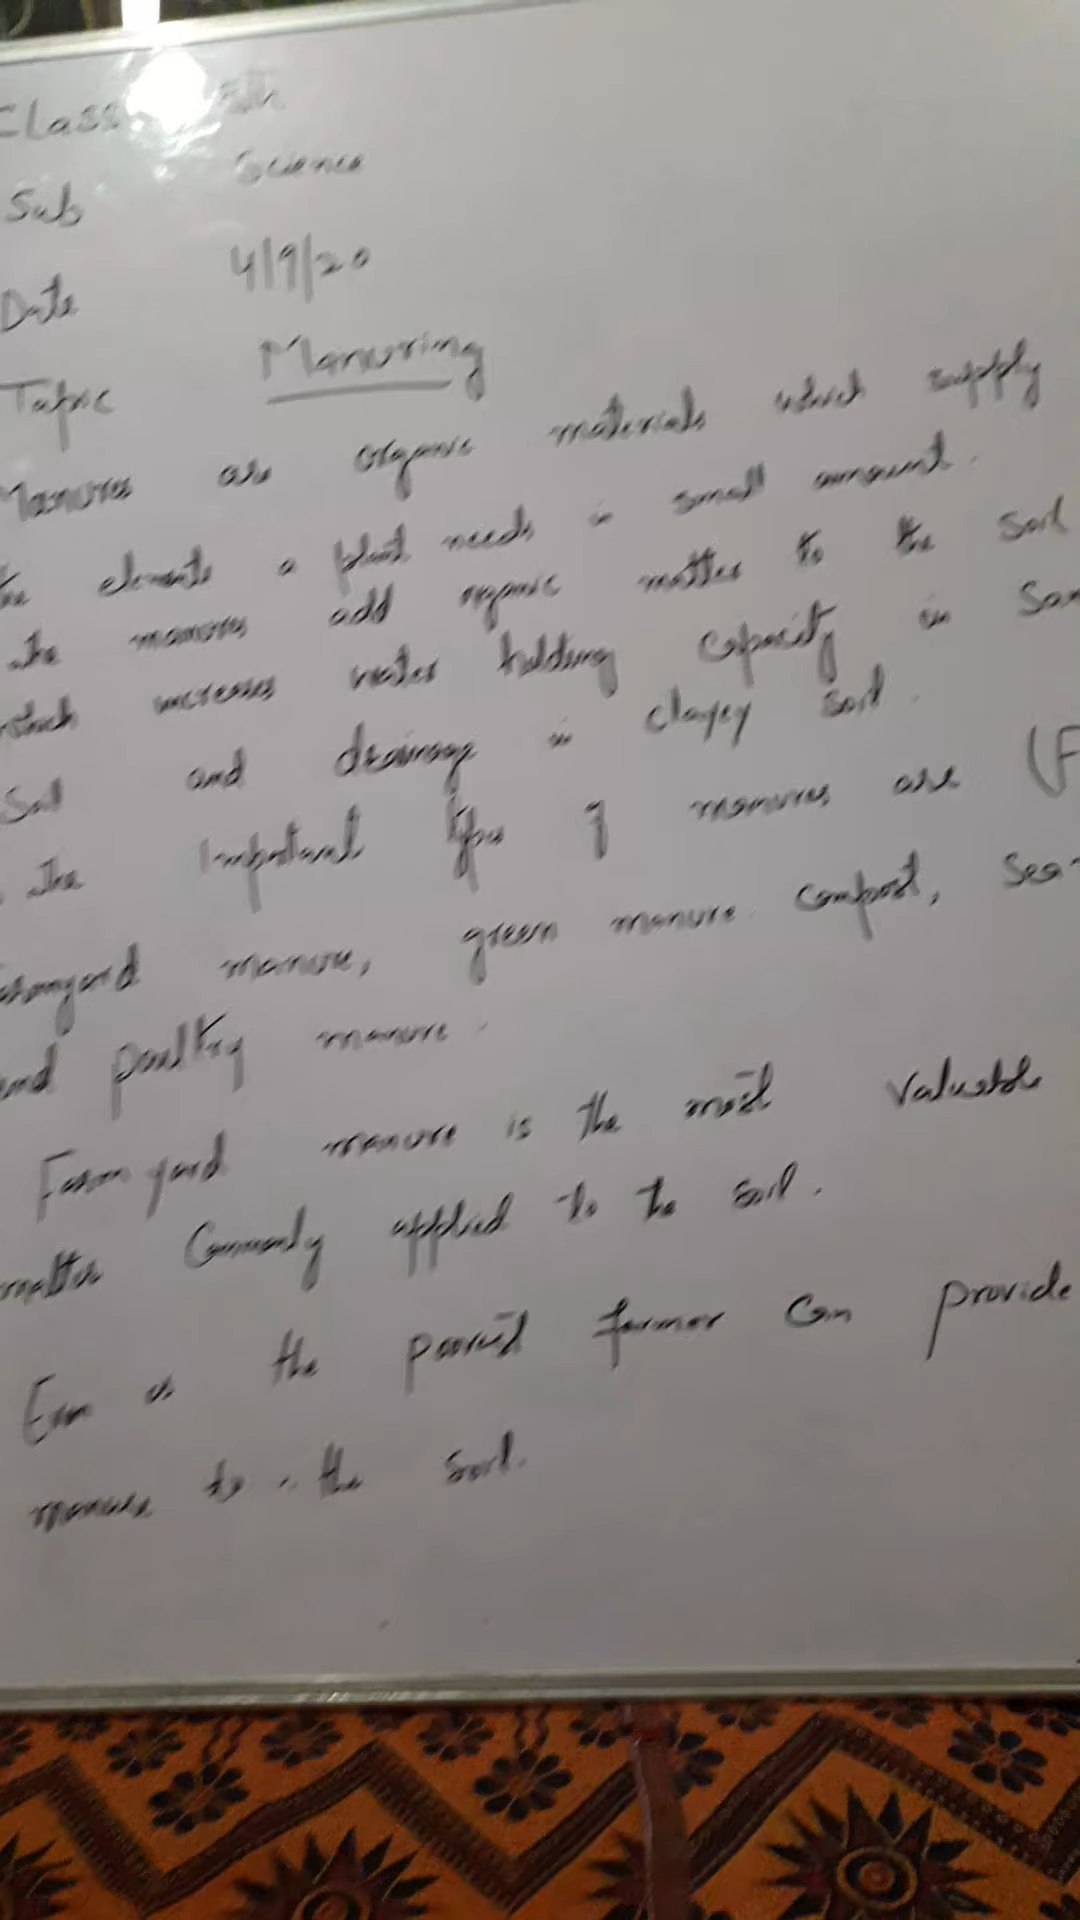 Class 8th
Sub Science
Date 4/9/20
Topic Manuring
Manures are organic materials which supply
the elements a plant needs in small amount.
The manures add organic matter to the soil
which increases water holding capacity in San
Soil and drainage in clayey soil.
The Important types of manures are (F
manure, green manure compost, Sea-
and poultry manure.
Farm yard manure is the most Valuable
matter Commonly applied to the soil.
Even as the poorest farmer Can provide
manure to the soil.